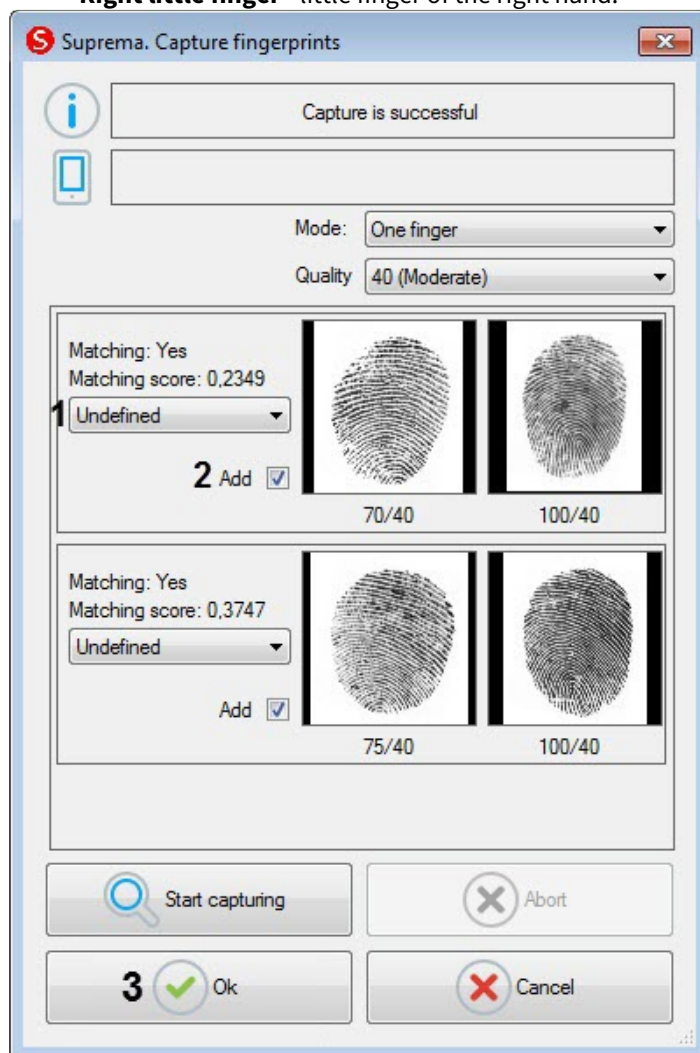 Right little finger - little finger of the right hand.
S Suprema. Capture fingerprints
Capture is successful
Mode: One finger
Quality 40 (Moderate)
Matching: Yes
Matching score: 0,2349
1 Undefined
2 Add
70/40 100/40
Matching: Yes
Matching score: 0,3747
Undefined
Add
75/40 100/40
Start capturing Abort
3 Ok Cancel